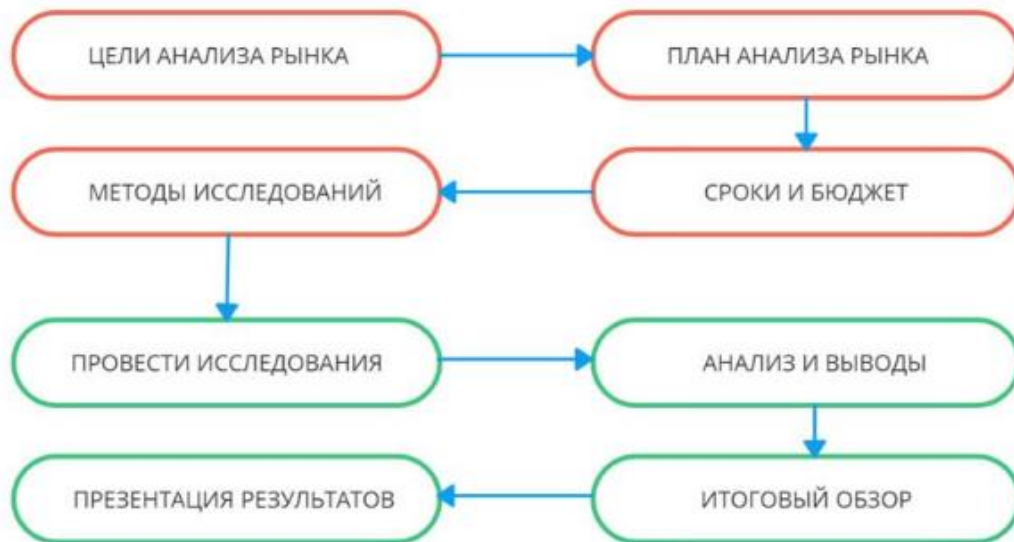 ЦЕЛИ АНАЛИЗА РЫНКА
ПЛАН АНАЛИЗА РЫНКА
СРОКИ И БЮДЖЕТ
МЕТОДЫ ИССЛЕДОВАНИЙ
ПРОВЕСТИ ИССЛЕДОВАНИЯ
АНАЛИЗ И ВЫВОДЫ
ИТОГОВЫЙ ОБЗОР
ПРЕЗЕНТАЦИЯ РЕЗУЛЬТАТОВ